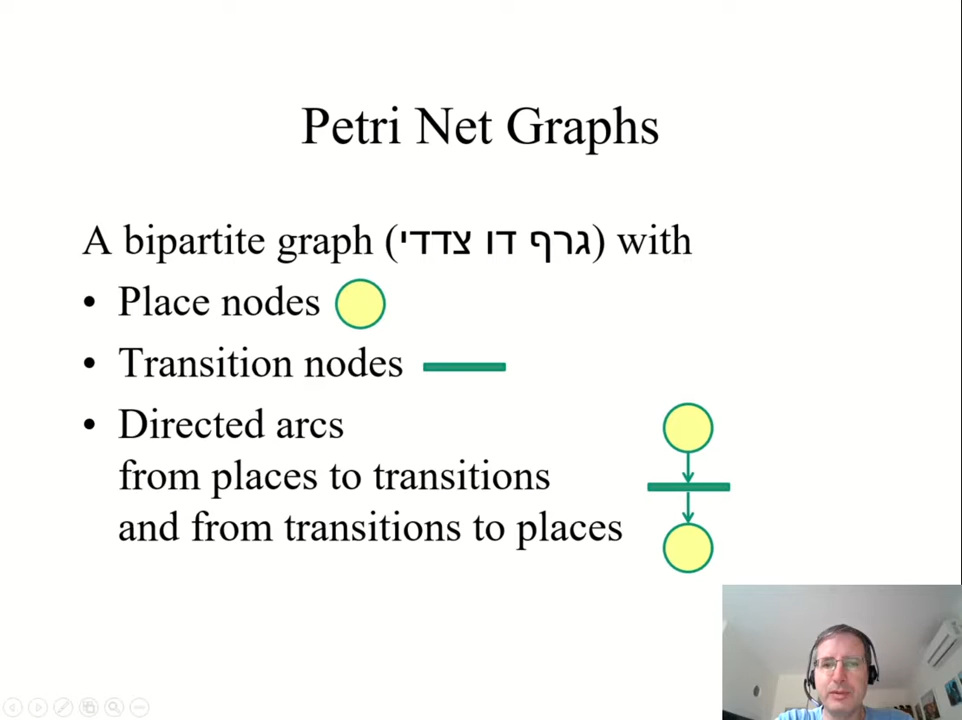 Petri Net Graphs
A bipartite graph (גרף דו צדדי) with
• Place nodes
• Transition nodes
• Directed arcs
from places to transitions
and from transitions to places